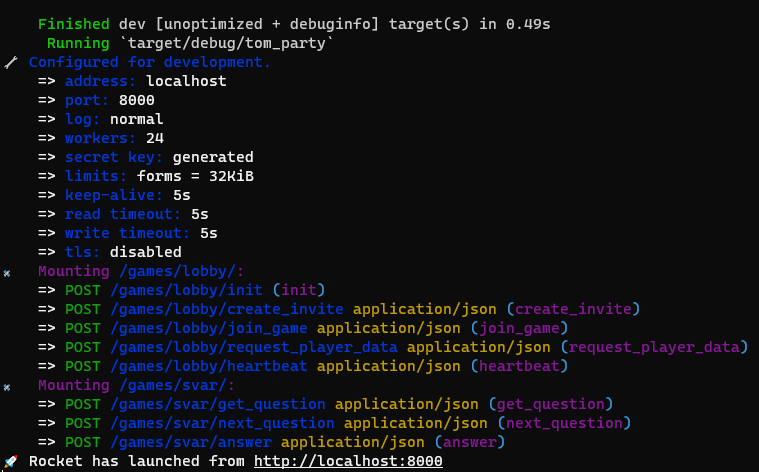 Finished dev [unoptimized + debuginfo] target(s) in 0.49s
Running `target/debug/tom_party`
Configured for development.
=> address: localhost
=> port: 8000
=> log: normal
=> workers: 24
=> secret key: generated
=> limits: forms = 32KiB
=> keep-alive: 5s
=> read timeout: 5s
=> write timeout: 5s
=> tls: disabled
Mounting /games/lobby/:
=> POST /games/lobby/init (init)
=> POST /games/lobby/create_invite application/json (create_invite)
=> POST /games/lobby/join_game application/json (join_game)
=> POST /games/lobby/request_player_data application/json (request_player_data)
=> POST /games/lobby/heartbeat application/json (heartbeat)
Mounting /games/svar/:
=> POST /games/svar/get_question application/json (get_question)
=> POST /games/svar/next_question application/json (next_question)
=> POST /games/svar/answer application/json (answer)
Rocket has launched from http://localhost:8000